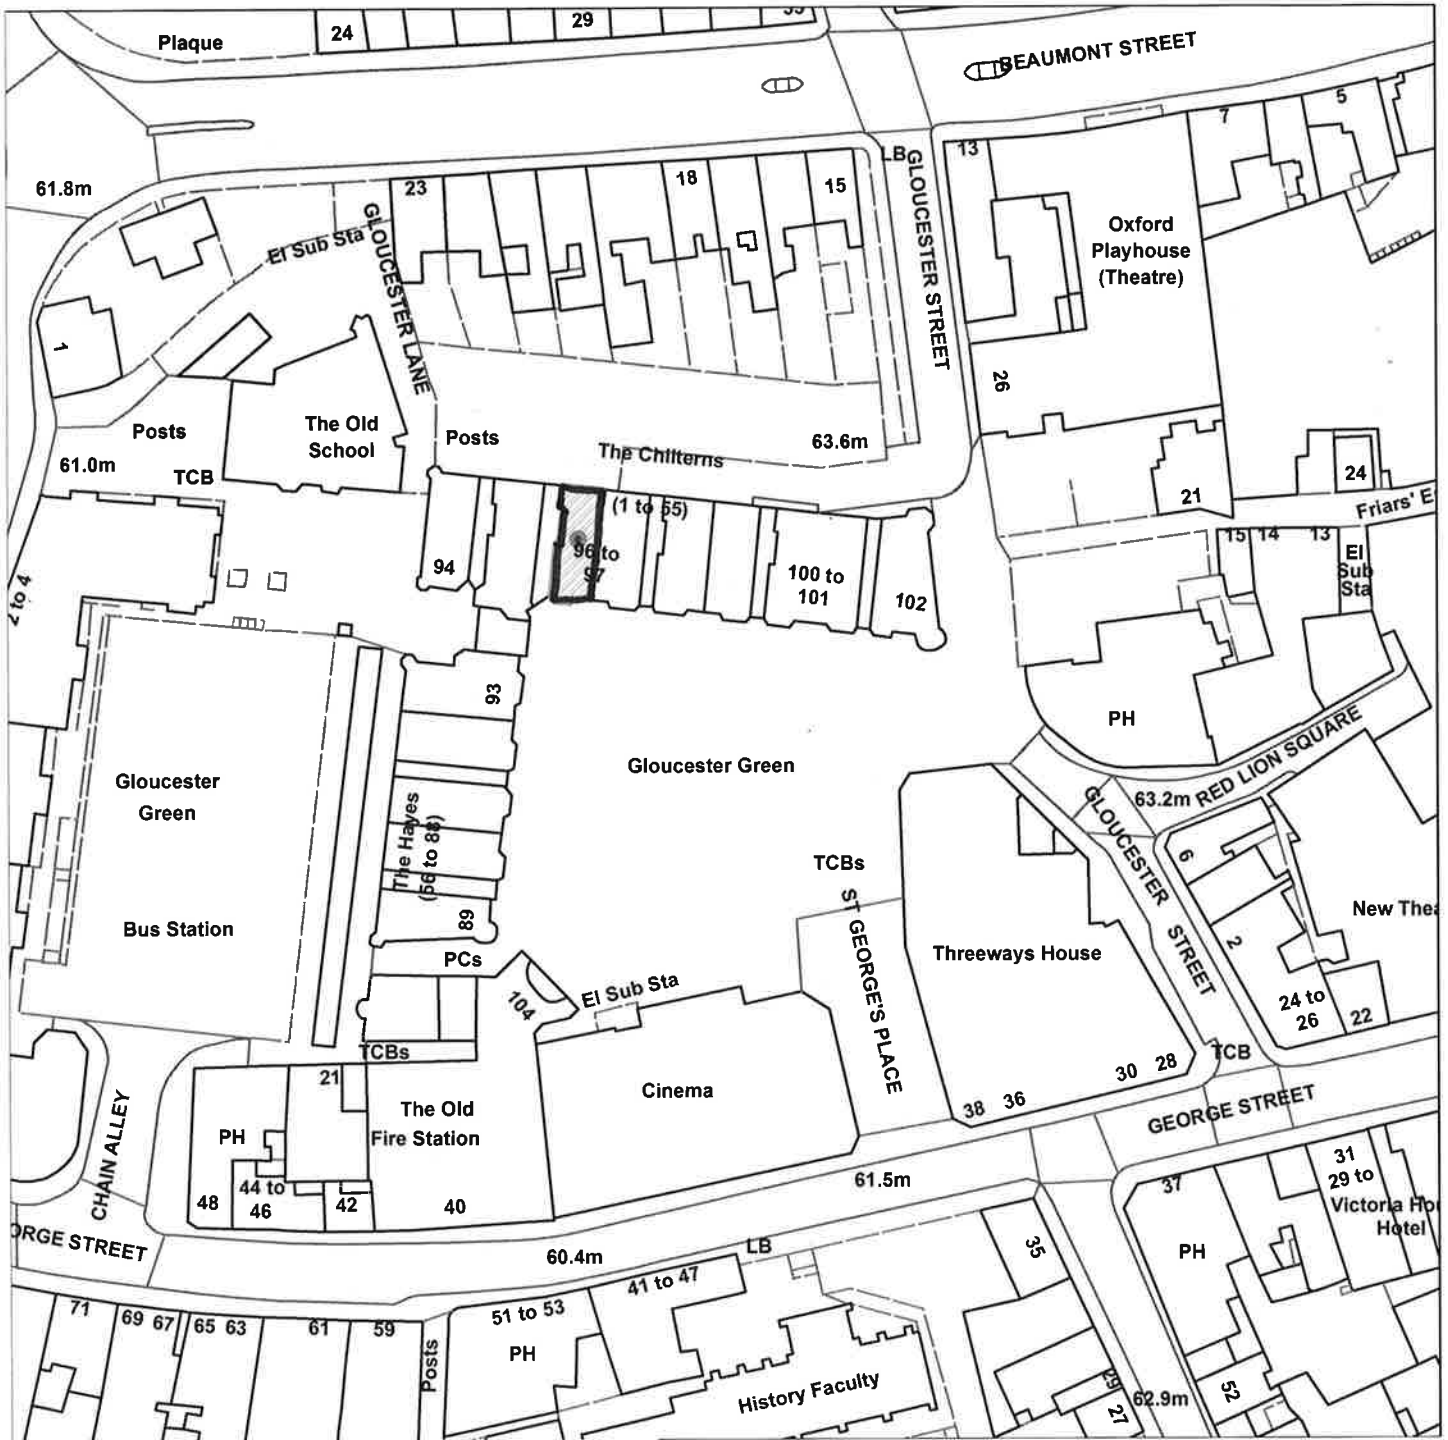 Plaque
24
29
BEAUMONT STREET
61.8m
El Sub Sta
GLOUCESTER LANE
23
18
15
LB
GLOUCESTER STREET
13
7
5
Oxford
Playhouse
(Theatre)
1
26
Posts
61.0m
TCB
The Old
School
Posts
The Chilterns
(1 to 55)
63.6m
21
24
Friars' E
2 to 4
94
96 to
97
100 to
101
102
15
14
13
El
Sub
Sta
93
PH
Gloucester
Green
Bus Station
Gloucester Green
The Hayes
(56 to 88)
89
PCs
104
El Sub Sta
TCBs
ST GEORGE'S PLACE
Threeways House
GLOUCESTER STREET
63.2m
RED LION SQUARE
6
2
New Thea
24 to
26
22
TCB
TCBs
CHAIN ALLEY
21
PH
The Old
Fire Station
48
44 to
46
42
40
Cinema
38
36
30
28
GEORGE STREET
61.5m
ORGE STREET
60.4m
LB
35
37
31
29 to
Victoria Ho
Hotel
PH
71
69
67
65
63
61
59
Posts
51 to 53
PH
41 to 47
History Faculty
29
27
62.9m
52